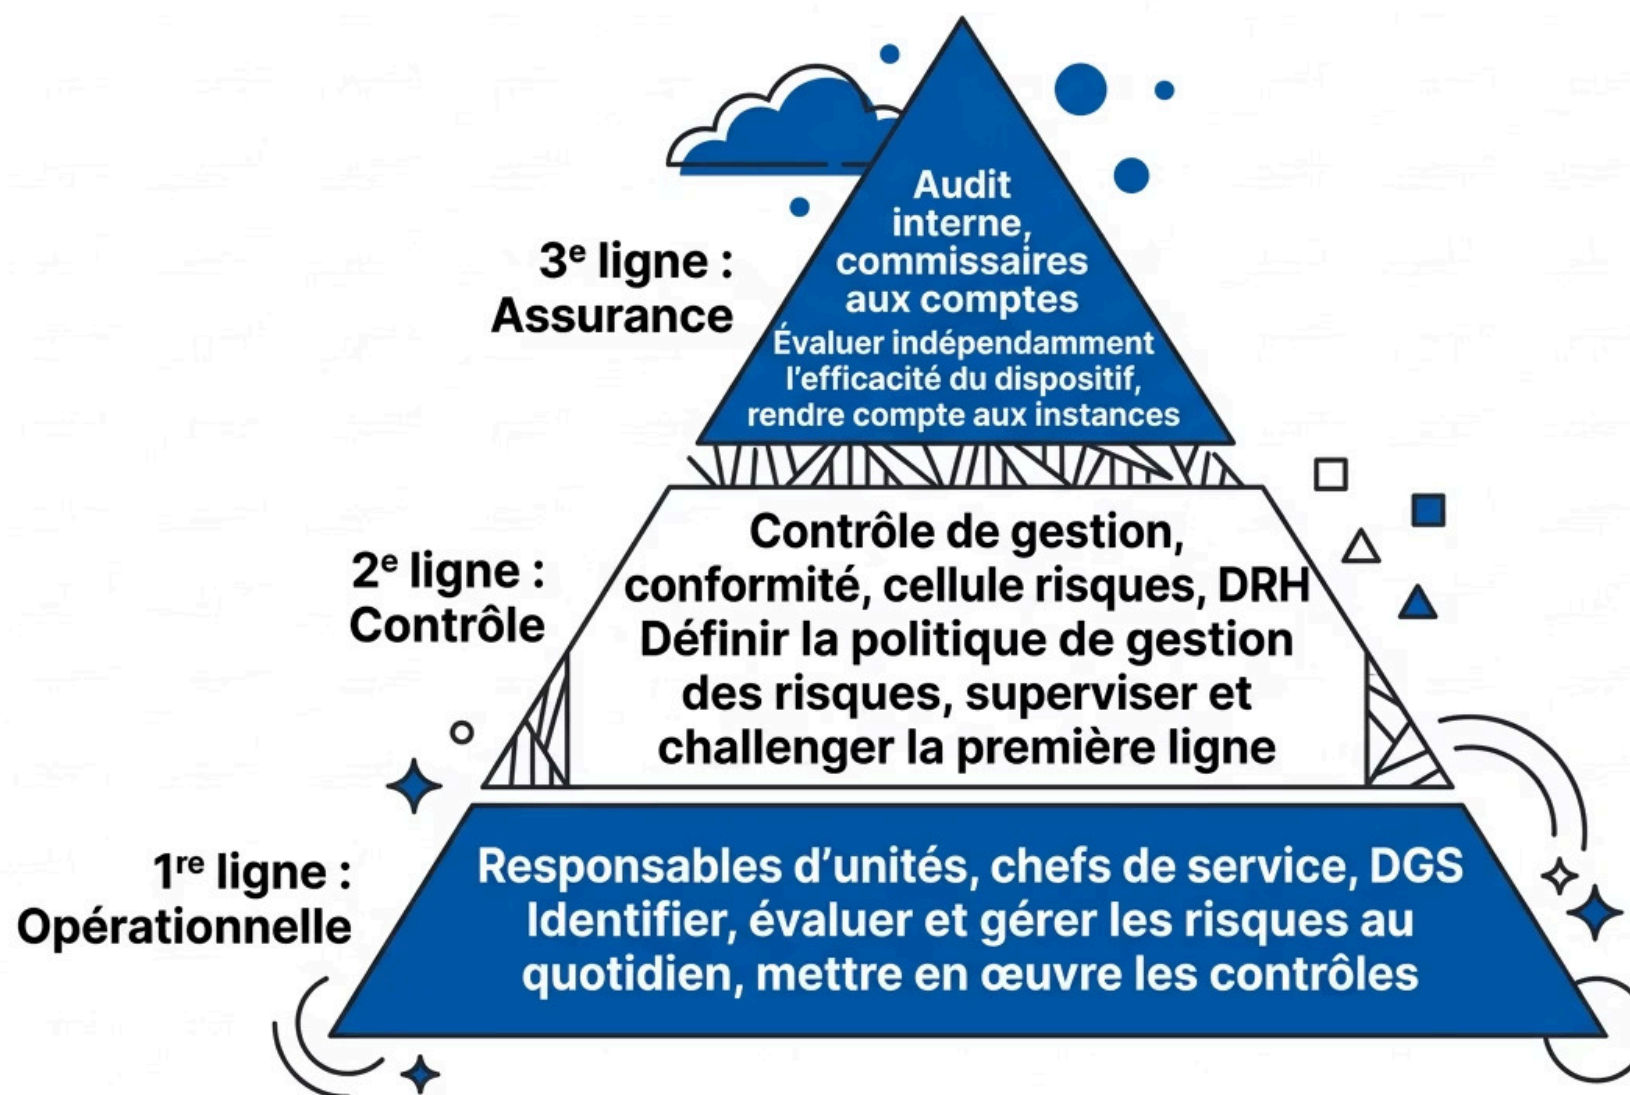 Audit
interne,
commissaires
aux comptes
Évaluer indépendamment
l'efficacité du dispositif,
rendre compte aux instances
3e ligne :
Assurance
Contrôle de gestion,
conformité, cellule risques, DRH
Définir la politique de gestion
des risques, superviser et
challenger la première ligne
2e ligne :
Contrôle
Responsables d'unités, chefs de service, DGS
Identifier, évaluer et gérer les risques au
quotidien, mettre en œuvre les contrôles
1re ligne :
Opérationnelle